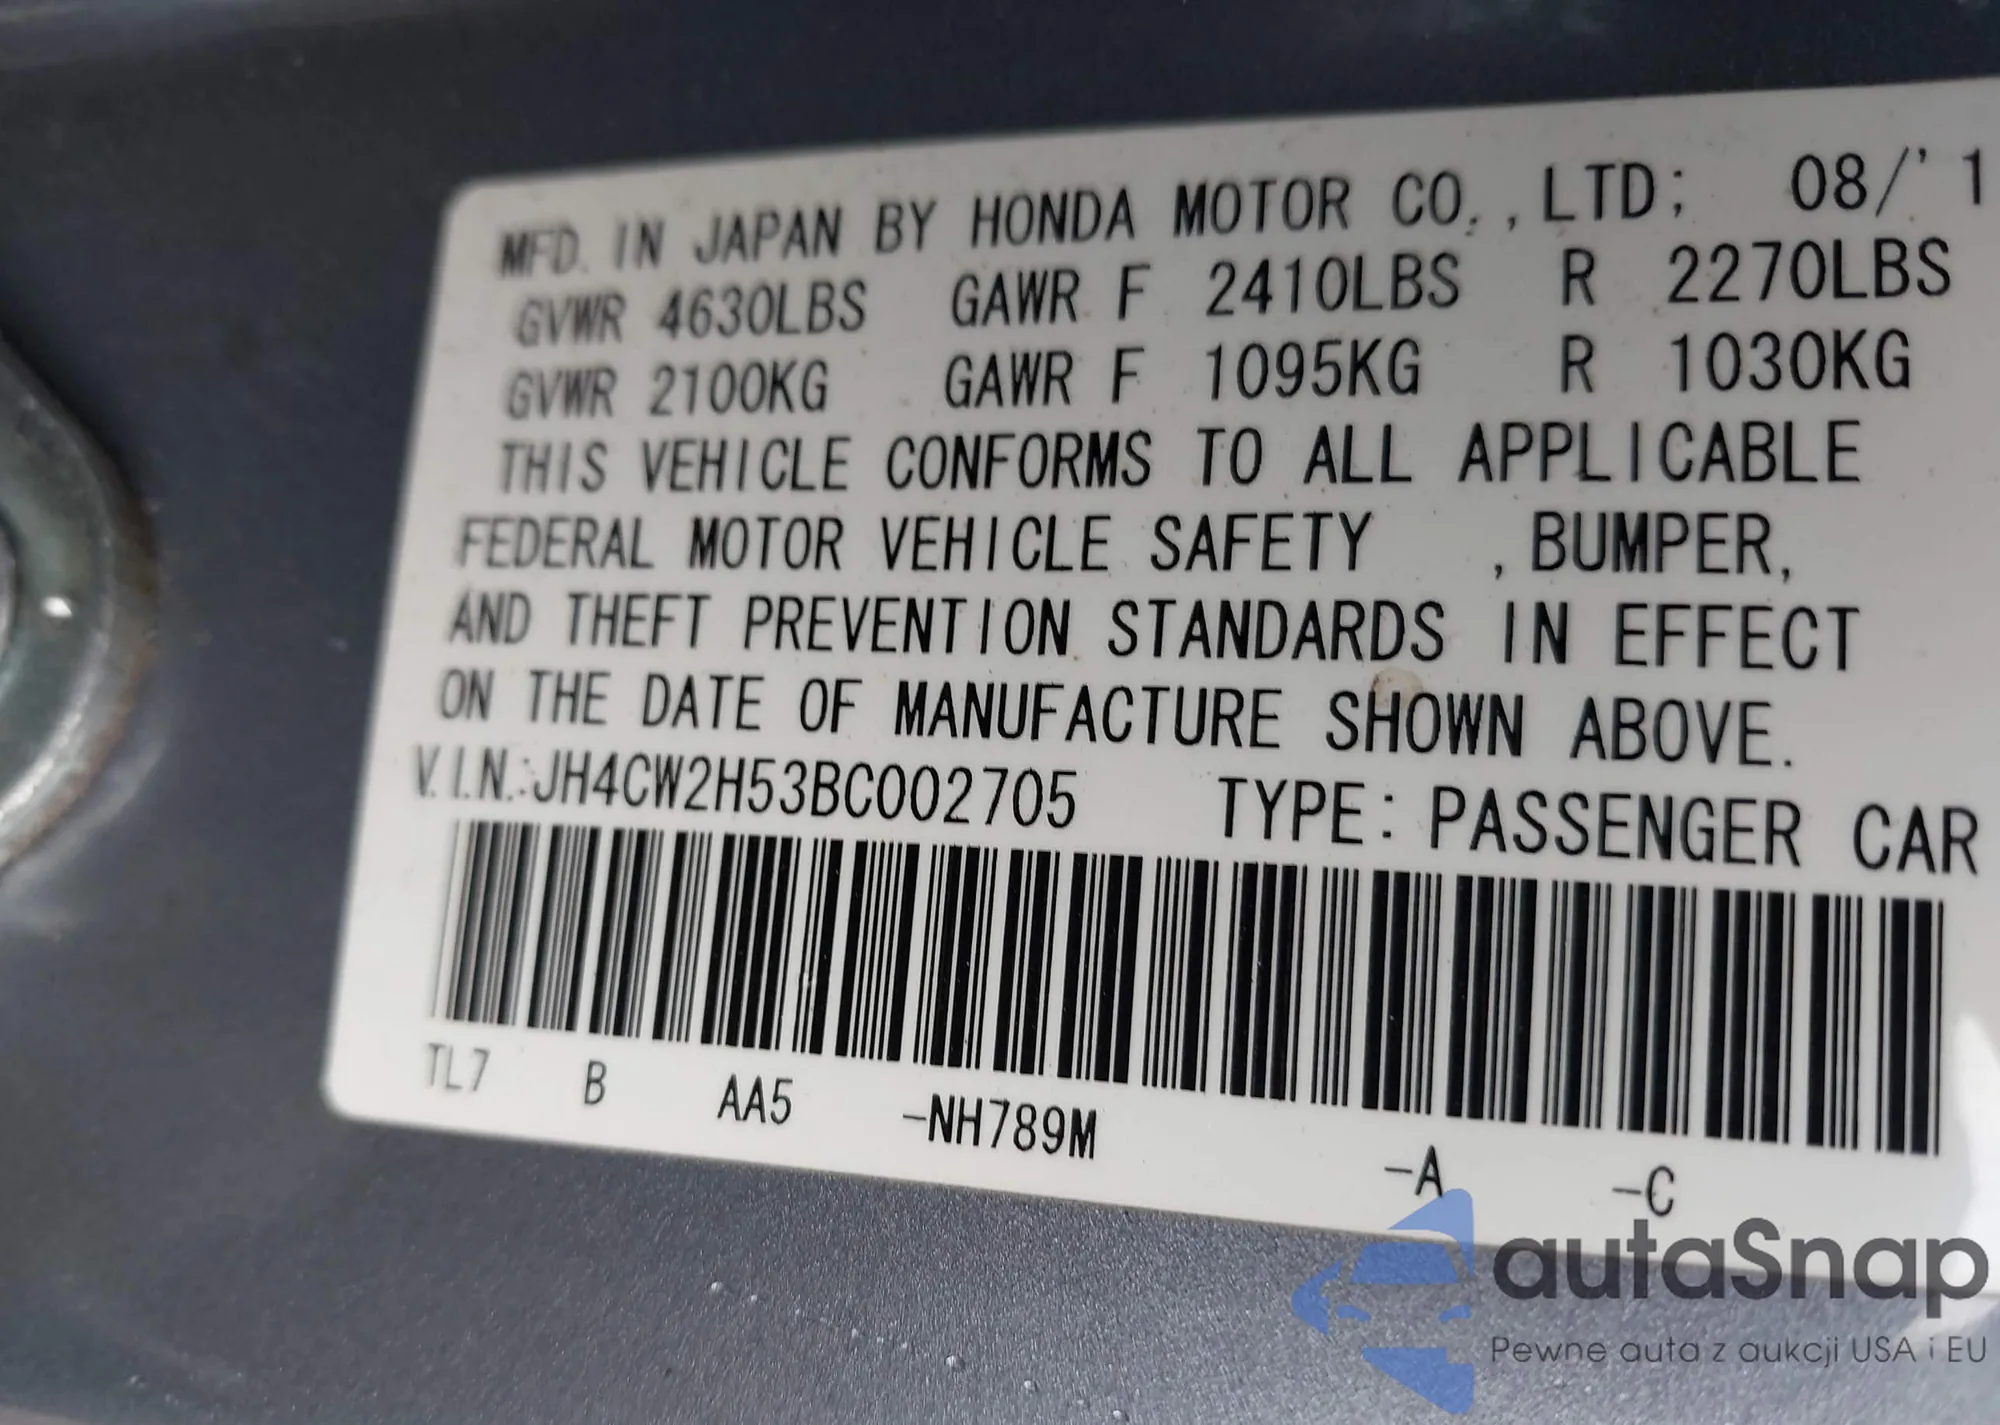 MFD. IN JAPAN BY HONDA MOTOR CO.,LTD; 08/'1
GVWR 4630LBS GAWR F 2410LBS R 2270LBS
GVWR 2100KG GAWR F 1095KG R 1030KG
THIS VEHICLE CONFORMS TO ALL APPLICABLE
FEDERAL MOTOR VEHICLE SAFETY ,BUMPER,
AND THEFT PREVENTION STANDARDS IN EFFECT
ON THE DATE OF MANUFACTURE SHOWN ABOVE.
V.I.N.:JH4CW2H53BC002705 TYPE:PASSENGER CAR
TL7 B AA5 -NH789M -A -C
autaSnap
Pewne auta z aukcji USA i EU